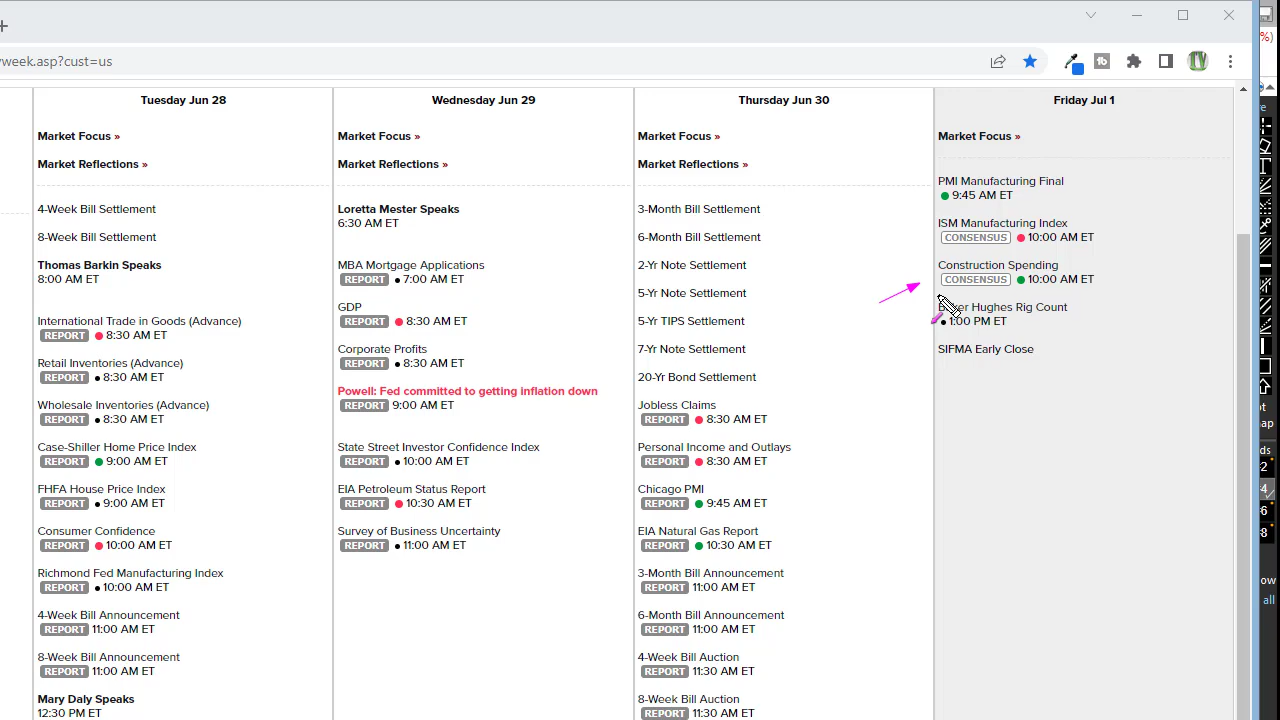 week.asp?cust=us
Tuesday Jun 28
Market Focus »
Market Reflections »
4-Week Bill Settlement
8-Week Bill Settlement
Thomas Barkin Speaks
8:00 AM ET
International Trade in Goods (Advance)
REPORT 8:30 AM ET
Retail Inventories (Advance)
REPORT 8:30 AM ET
Wholesale Inventories (Advance)
REPORT 8:30 AM ET
Case-Shiller Home Price Index
REPORT 9:00 AM ET
FHFA House Price Index
REPORT 9:00 AM ET
Consumer Confidence
REPORT 10:00 AM ET
Richmond Fed Manufacturing Index
REPORT 10:00 AM ET
4-Week Bill Announcement
REPORT 11:00 AM ET
8-Week Bill Announcement
REPORT 11:00 AM ET
Mary Daly Speaks
12:30 PM ET
Wednesday Jun 29
Market Focus »
Market Reflections »
Loretta Mester Speaks
6:30 AM ET
MBA Mortgage Applications
REPORT 7:00 AM ET
GDP
REPORT 8:30 AM ET
Corporate Profits
REPORT 8:30 AM ET
Powell: Fed committed to getting inflation down
REPORT 9:00 AM ET
State Street Investor Confidence Index
REPORT 10:00 AM ET
EIA Petroleum Status Report
REPORT 10:30 AM ET
Survey of Business Uncertainty
REPORT 11:00 AM ET
Thursday Jun 30
Market Focus »
Market Reflections »
3-Month Bill Settlement
6-Month Bill Settlement
2-Yr Note Settlement
5-Yr Note Settlement
5-Yr TIPS Settlement
7-Yr Note Settlement
20-Yr Bond Settlement
Jobless Claims
REPORT 8:30 AM ET
Personal Income and Outlays
REPORT 8:30 AM ET
Chicago PMI
REPORT 9:45 AM ET
EIA Natural Gas Report
REPORT 10:30 AM ET
3-Month Bill Announcement
REPORT 11:00 AM ET
6-Month Bill Announcement
REPORT 11:00 AM ET
4-Week Bill Auction
REPORT 11:30 AM ET
8-Week Bill Auction
REPORT 11:30 AM ET
Friday Jul 1
Market Focus »
PMI Manufacturing Final
9:45 AM ET
ISM Manufacturing Index
CONSENSUS 10:00 AM ET
Construction Spending
CONSENSUS 10:00 AM ET
Hughes Rig Count
1:00 PM ET
SIFMA Early Close
%)
all